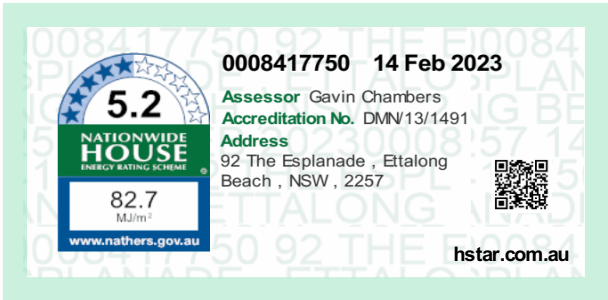 0008417750 14 Feb 2023
5.2
NATIONWIDE
HOUSE
ENERGY RATING SCHEME ®
82.7
MJ/m²
www.nathers.gov.au
Assessor Gavin Chambers
Accreditation No. DMN/13/1491
Address
92 The Esplanade , Ettalong
Beach , NSW , 2257
hstar.com.au